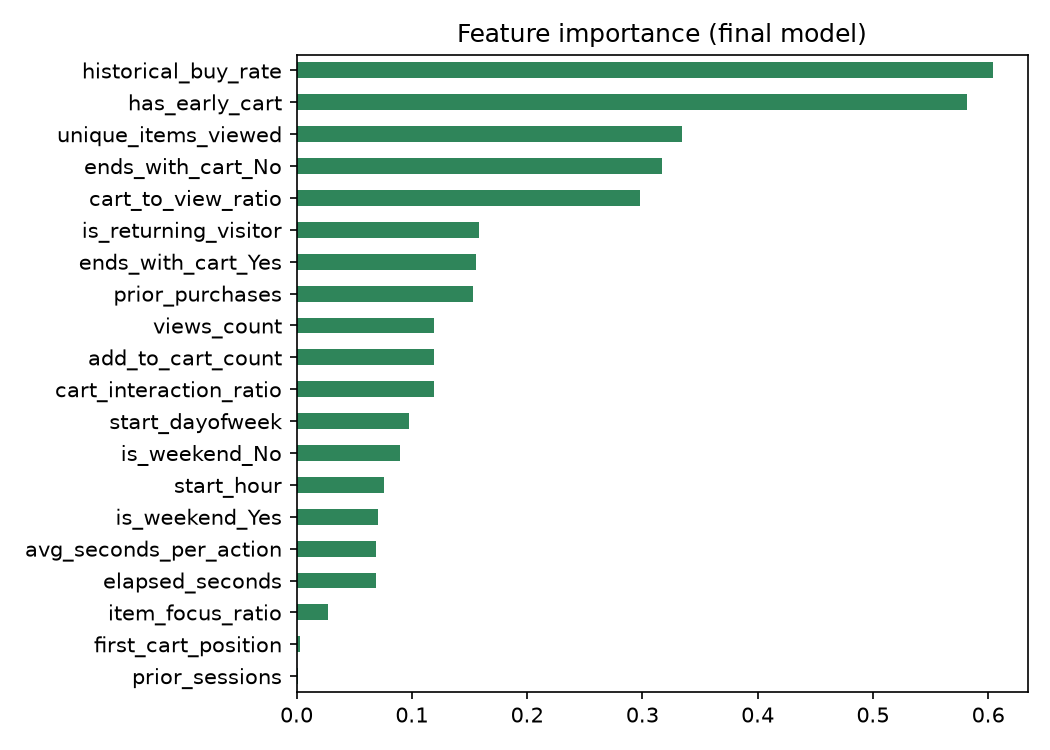 Feature importance (final model)
historical_buy_rate
has_early_cart
unique_items_viewed
ends_with_cart_No
cart_to_view_ratio
is_returning_visitor
ends_with_cart_Yes
prior_purchases
views_count
add_to_cart_count
cart_interaction_ratio
start_dayofweek
is_weekend_No
start_hour
is_weekend_Yes
avg_seconds_per_action
elapsed_seconds
item_focus_ratio
first_cart_position
prior_sessions
0.0 0.1 0.2 0.3 0.4 0.5 0.6